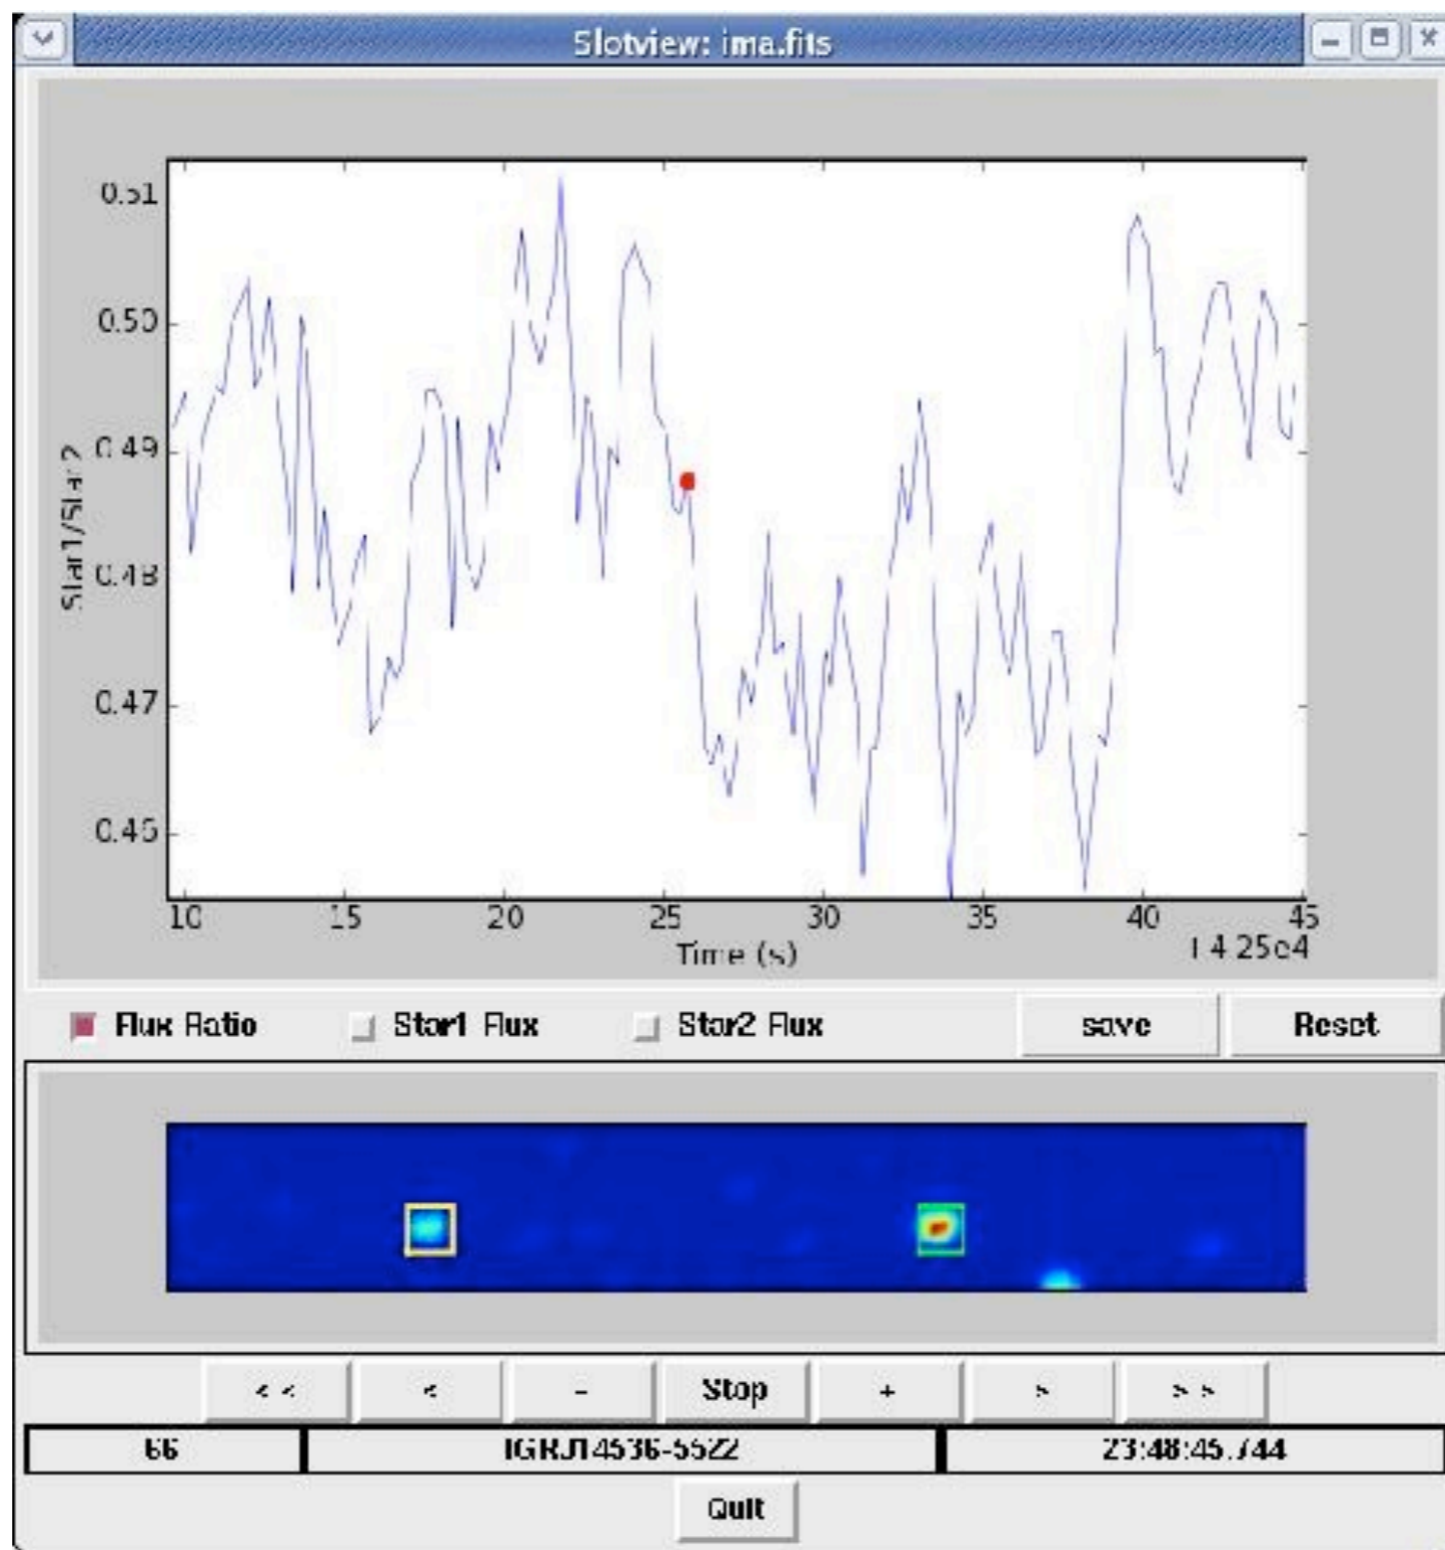 Slotview: ima.fits
0.51
0.50
0.49
0.48
0.47
0.46
Star1/Star2
10 15 20 25 30 35 40 45
Time (s)
+4.25e4
Flux Ratio Star1 Flux Star2 Flux save Reset
<< < - Stop + > >>
66 IGRJ14536-5522 23:48:45.744
Quit